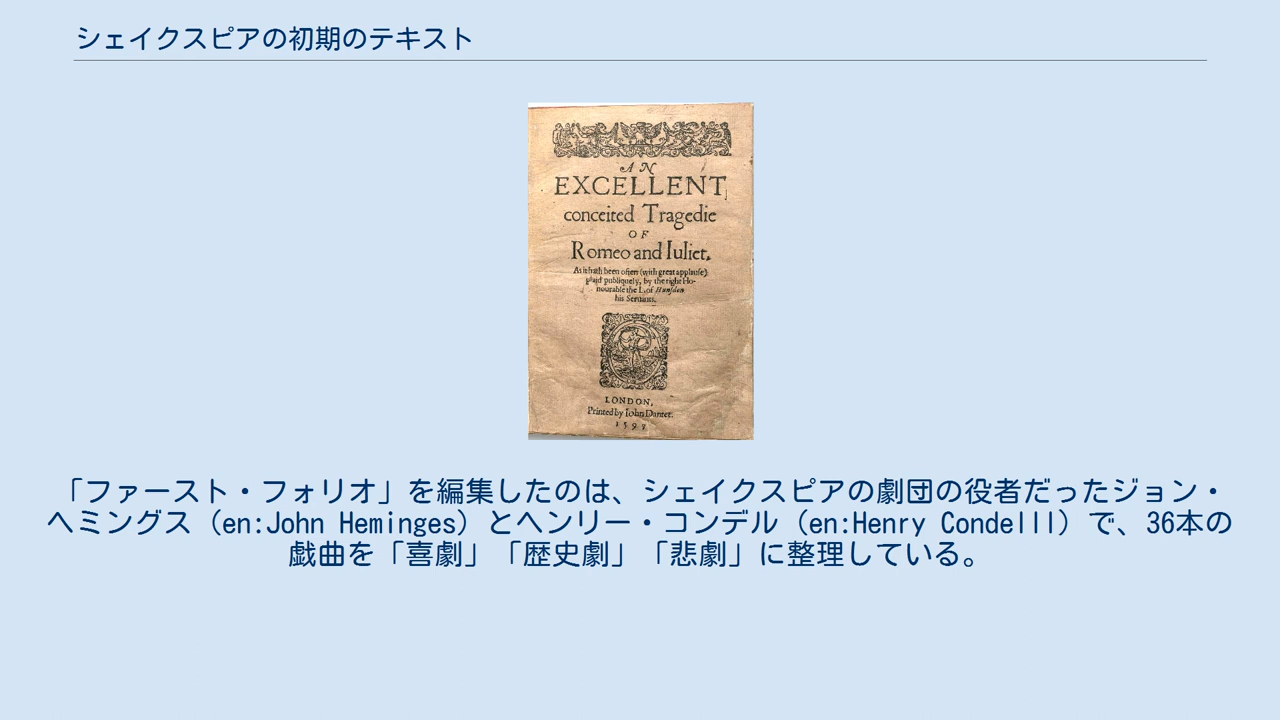 シェイクスピアの初期のテキスト
AN
EXCELLENT
conceited Tragedie
OF
Romeo and Iuliet.
As it hath been often (with great applause)
plaid publiquely, by the right Ho-
nourable the L. of Hunsdon
his Seruants.
LONDON,
Printed by Iohn Danter.
1597
「ファースト・フォリオ」を編集したのは、シェイクスピアの劇団の役者だったジョン・
ヘミングス（en:John Heminges）とヘンリー・コンデル（en:Henry Condelll）で、36本の
戯曲を「喜劇」「歴史劇」「悲劇」に整理している。